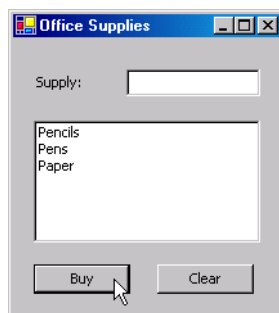 Office Supplies
Supply:
Pencils
Pens
Paper
Buy
Clear